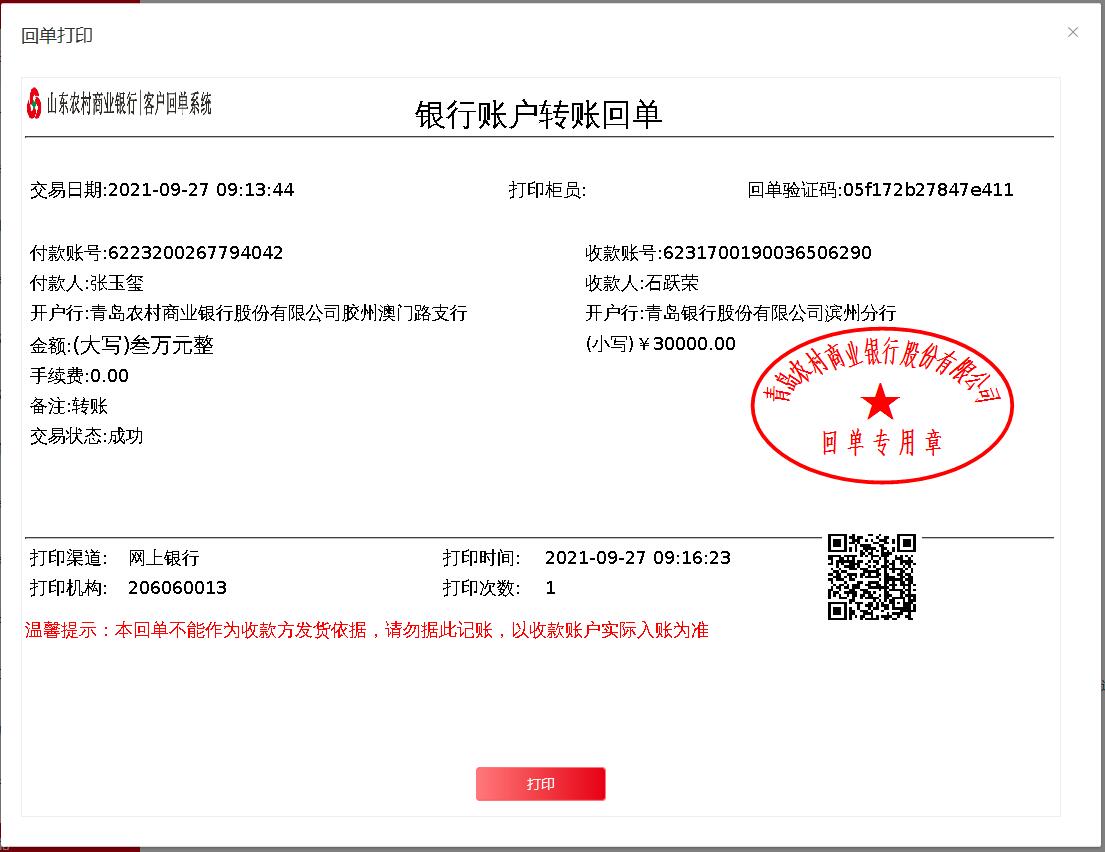 回单打印
山东农村商业银行|客户回单系统
银行账户转账回单
交易日期:2021-09-27 09:13:44 打印柜员: 回单验证码:05f172b27847e411
付款账号:6223200267794042 收款账号:6231700190036506290
付款人:张玉玺 收款人:石跃荣
开户行:青岛农村商业银行股份有限公司胶州澳门路支行 开户行:青岛银行股份有限公司滨州分行
金额:(大写)叁万元整 (小写)￥30000.00
手续费:0.00
备注:转账
交易状态:成功
青岛农村商业银行股份有限公司
回单专用章
打印渠道: 网上银行 打印时间: 2021-09-27 09:16:23
打印机构: 206060013 打印次数: 1
温馨提示：本回单不能作为收款方发货依据，请勿据此记账，以收款账户实际入账为准
打印